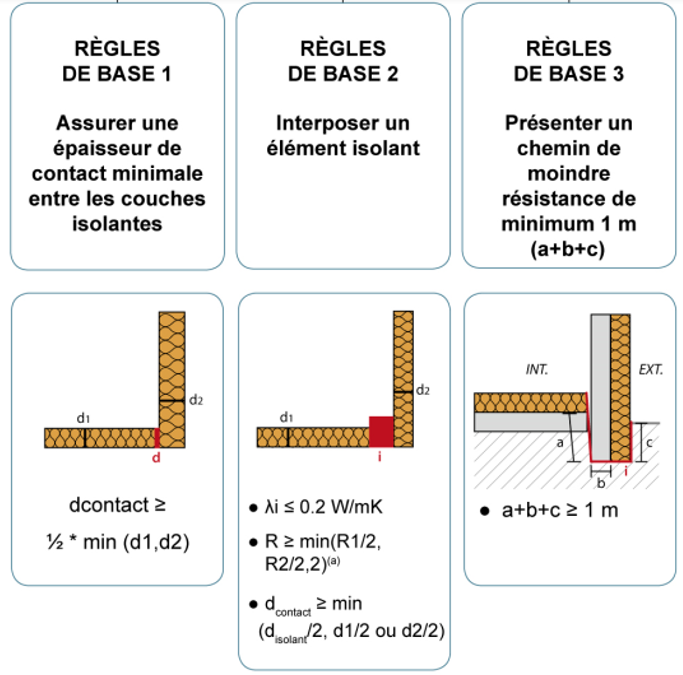 RÈGLES
DE BASE 1
Assurer une
épaisseur de
contact minimale
entre les couches
isolantes
RÈGLES
DE BASE 2
Interposer un
élément isolant
RÈGLES
DE BASE 3
Présenter un
chemin de
moindre
résistance de
minimum 1 m
(a+b+c)
d1
d2
d
dcontact ≥
½ * min (d1,d2)
d1
d2
i
● λi ≤ 0.2 W/mK
● R ≥ min(R1/2,
R2/2,2)(a)
● dcontact ≥ min
(disolant/2, d1/2 ou d2/2)
INT.
EXT.
a
c
i
b
● a+b+c ≥ 1 m